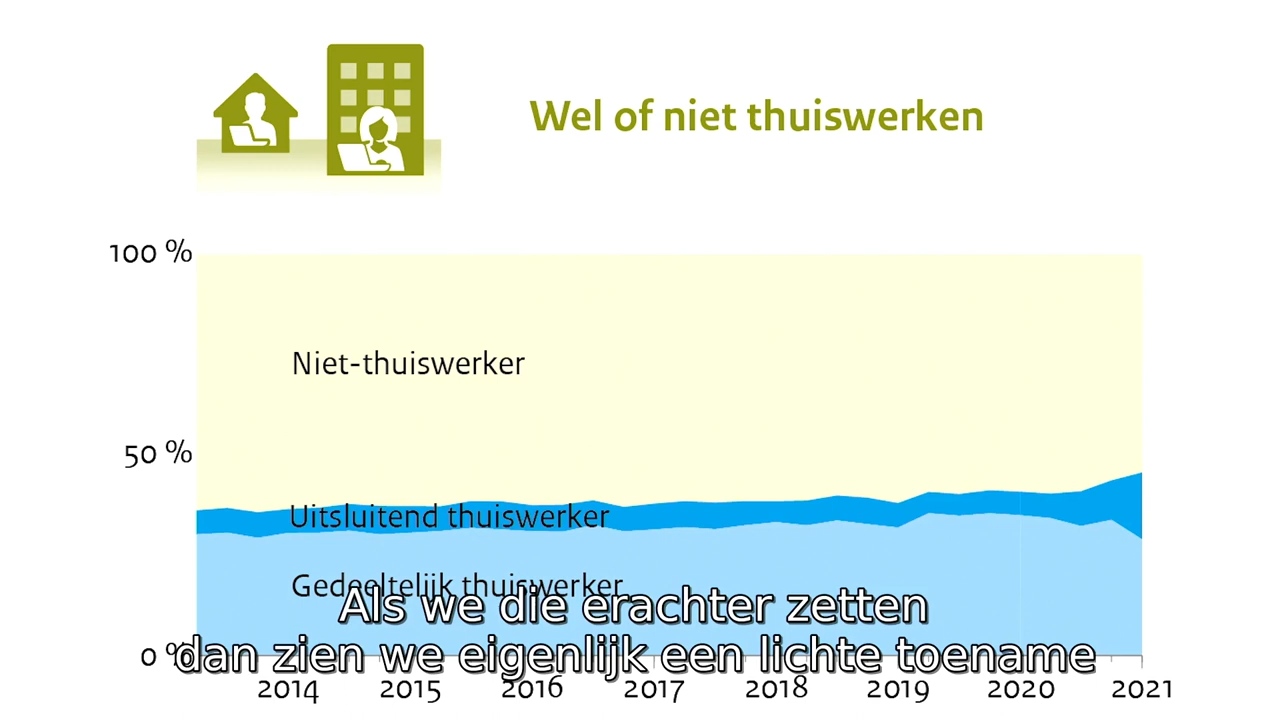 Wel of niet thuiswerken
100 %
Niet-thuiswerker
50 %
Uitsluitend thuiswerker
Gedeeltelijk thuiswerker
Als we die erachter zetten
0 %
dan zien we eigenlijk een lichte toename
2014 2015 2016 2017 2018 2019 2020 2021